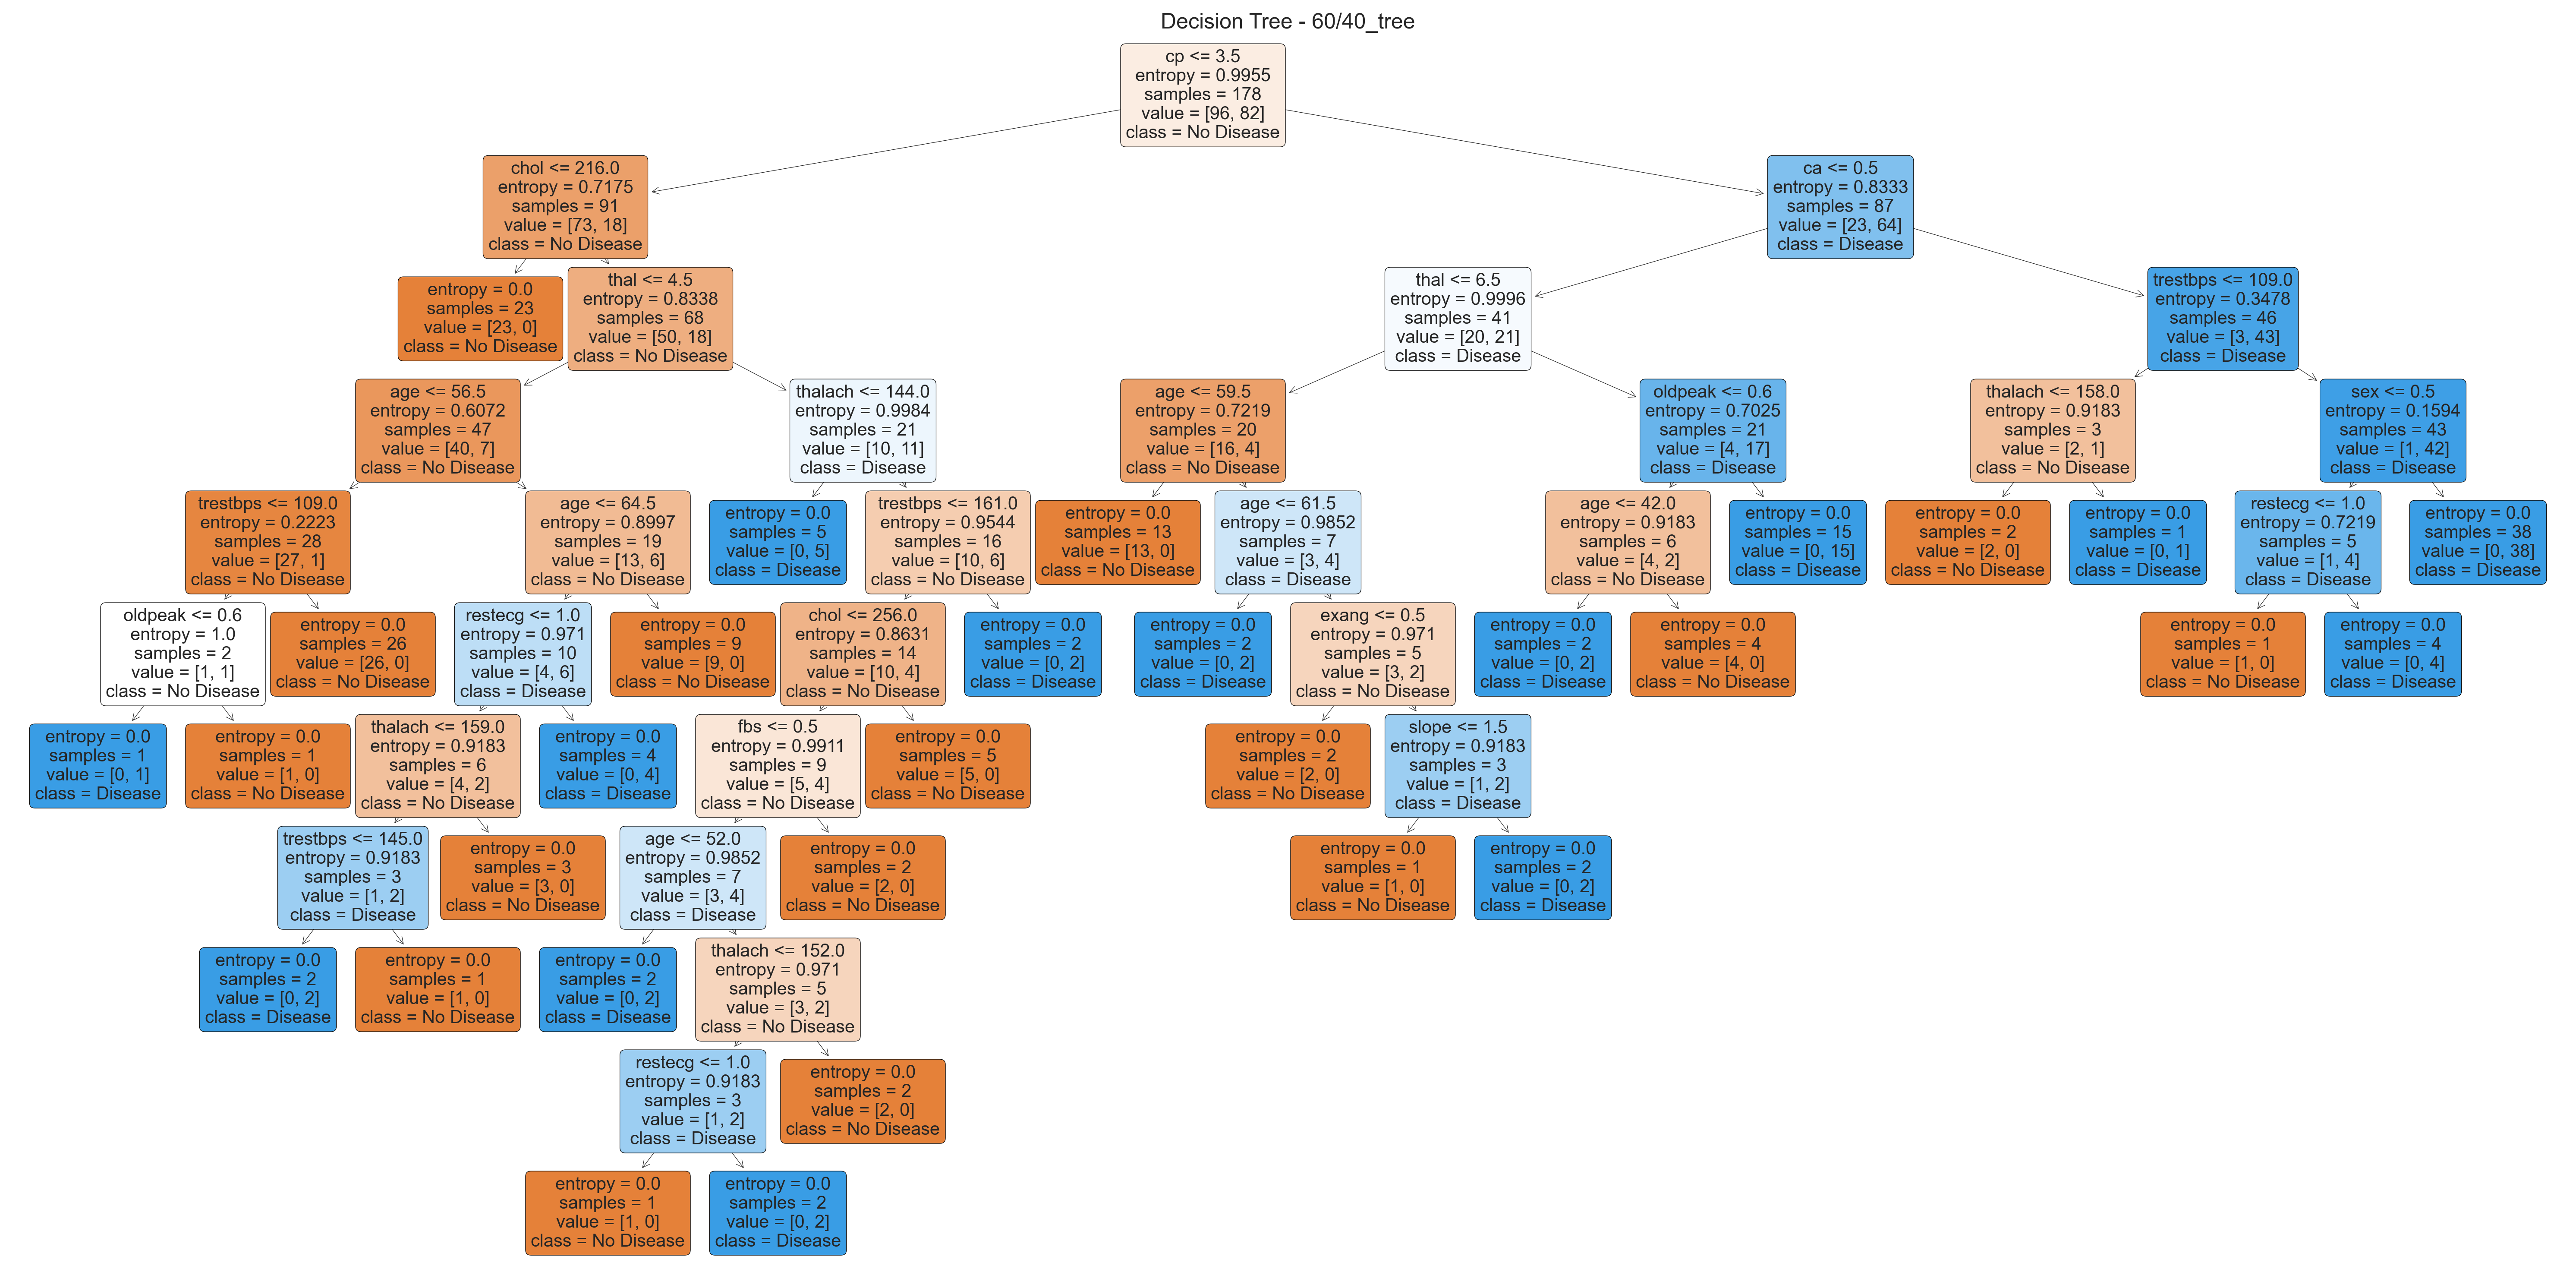 Decision Tree - 60/40_tree
cp <= 3.5
entropy = 0.9955
samples = 178
value = [96, 82]
class = No Disease
chol <= 216.0
entropy = 0.7175
samples = 91
value = [73, 18]
class = No Disease
ca <= 0.5
entropy = 0.8333
samples = 87
value = [23, 64]
class = Disease
entropy = 0.0
samples = 23
value = [23, 0]
class = No Disease
thal <= 4.5
entropy = 0.8338
samples = 68
value = [50, 18]
class = No Disease
thal <= 6.5
entropy = 0.9996
samples = 41
value = [20, 21]
class = Disease
trestbps <= 109.0
entropy = 0.3478
samples = 46
value = [3, 43]
class = Disease
age <= 56.5
entropy = 0.6072
samples = 47
value = [40, 7]
class = No Disease
thalach <= 144.0
entropy = 0.9984
samples = 21
value = [10, 11]
class = Disease
age <= 59.5
entropy = 0.7219
samples = 20
value = [16, 4]
class = No Disease
oldpeak <= 0.6
entropy = 0.7025
samples = 21
value = [4, 17]
class = Disease
thalach <= 158.0
entropy = 0.9183
samples = 3
value = [2, 1]
class = No Disease
sex <= 0.5
entropy = 0.1594
samples = 43
value = [1, 42]
class = Disease
trestbps <= 109.0
entropy = 0.2223
samples = 28
value = [27, 1]
class = No Disease
age <= 64.5
entropy = 0.8997
samples = 19
value = [13, 6]
class = No Disease
entropy = 0.0
samples = 5
value = [0, 5]
class = Disease
trestbps <= 161.0
entropy = 0.9544
samples = 16
value = [10, 6]
class = No Disease
entropy = 0.0
samples = 13
value = [13, 0]
class = No Disease
age <= 61.5
entropy = 0.9852
samples = 7
value = [3, 4]
class = Disease
age <= 42.0
entropy = 0.9183
samples = 6
value = [4, 2]
class = No Disease
entropy = 0.0
samples = 15
value = [0, 15]
class = Disease
entropy = 0.0
samples = 2
value = [2, 0]
class = No Disease
entropy = 0.0
samples = 1
value = [0, 1]
class = Disease
restecg <= 1.0
entropy = 0.7219
samples = 5
value = [1, 4]
class = Disease
entropy = 0.0
samples = 38
value = [0, 38]
class = Disease
oldpeak <= 0.6
entropy = 1.0
samples = 2
value = [1, 1]
class = No Disease
entropy = 0.0
samples = 26
value = [26, 0]
class = No Disease
restecg <= 1.0
entropy = 0.971
samples = 10
value = [4, 6]
class = Disease
entropy = 0.0
samples = 9
value = [9, 0]
class = No Disease
chol <= 256.0
entropy = 0.8631
samples = 14
value = [10, 4]
class = No Disease
entropy = 0.0
samples = 2
value = [0, 2]
class = Disease
entropy = 0.0
samples = 2
value = [0, 2]
class = Disease
exang <= 0.5
entropy = 0.971
samples = 5
value = [3, 2]
class = No Disease
entropy = 0.0
samples = 2
value = [0, 2]
class = Disease
entropy = 0.0
samples = 4
value = [4, 0]
class = No Disease
entropy = 0.0
samples = 1
value = [1, 0]
class = No Disease
entropy = 0.0
samples = 4
value = [0, 4]
class = Disease
entropy = 0.0
samples = 1
value = [0, 1]
class = Disease
entropy = 0.0
samples = 1
value = [1, 0]
class = No Disease
thalach <= 159.0
entropy = 0.9183
samples = 6
value = [4, 2]
class = No Disease
entropy = 0.0
samples = 4
value = [0, 4]
class = Disease
fbs <= 0.5
entropy = 0.9911
samples = 9
value = [5, 4]
class = No Disease
entropy = 0.0
samples = 5
value = [5, 0]
class = No Disease
entropy = 0.0
samples = 2
value = [2, 0]
class = No Disease
slope <= 1.5
entropy = 0.9183
samples = 3
value = [1, 2]
class = Disease
trestbps <= 145.0
entropy = 0.9183
samples = 3
value = [1, 2]
class = Disease
entropy = 0.0
samples = 3
value = [3, 0]
class = No Disease
age <= 52.0
entropy = 0.9852
samples = 7
value = [3, 4]
class = Disease
entropy = 0.0
samples = 2
value = [2, 0]
class = No Disease
entropy = 0.0
samples = 1
value = [1, 0]
class = No Disease
entropy = 0.0
samples = 2
value = [0, 2]
class = Disease
entropy = 0.0
samples = 2
value = [0, 2]
class = Disease
entropy = 0.0
samples = 1
value = [1, 0]
class = No Disease
entropy = 0.0
samples = 2
value = [0, 2]
class = Disease
thalach <= 152.0
entropy = 0.971
samples = 5
value = [3, 2]
class = No Disease
restecg <= 1.0
entropy = 0.9183
samples = 3
value = [1, 2]
class = Disease
entropy = 0.0
samples = 2
value = [2, 0]
class = No Disease
entropy = 0.0
samples = 1
value = [1, 0]
class = No Disease
entropy = 0.0
samples = 2
value = [0, 2]
class = Disease